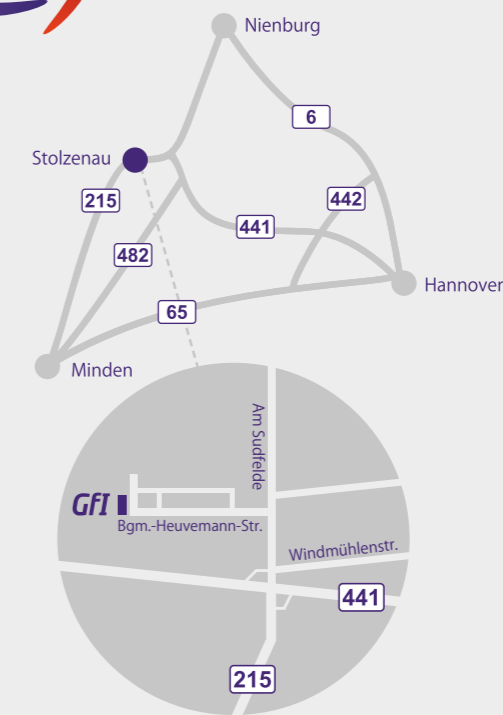 Nienburg
6
Stolzenau
215
442
441
482
Hannover
65
Minden
Am Sudfelde
GfI
Bgm.-Heuvemann-Str.
Windmühlenstr.
441
215